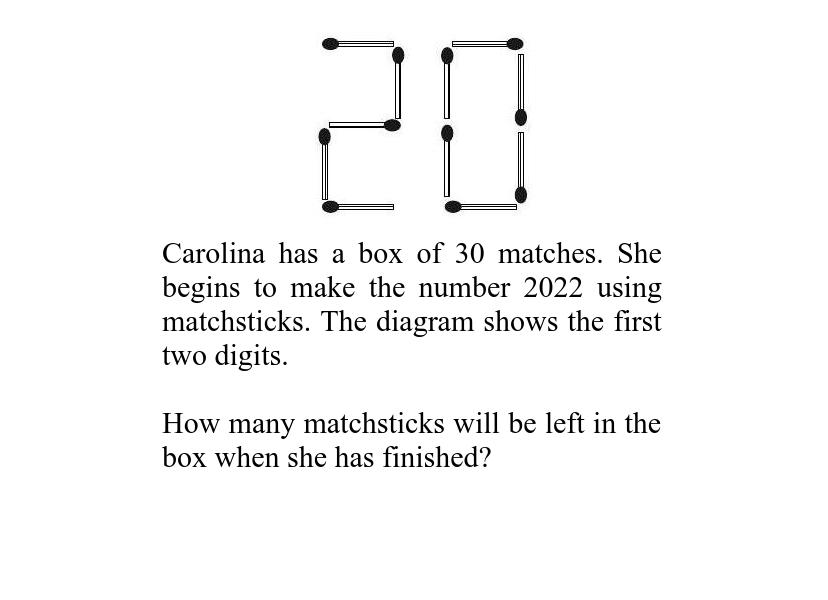 20
Carolina has a box of 30 matches. She
begins to make the number 2022 using
matchsticks. The diagram shows the first
two digits.
How many matchsticks will be left in the
box when she has finished?